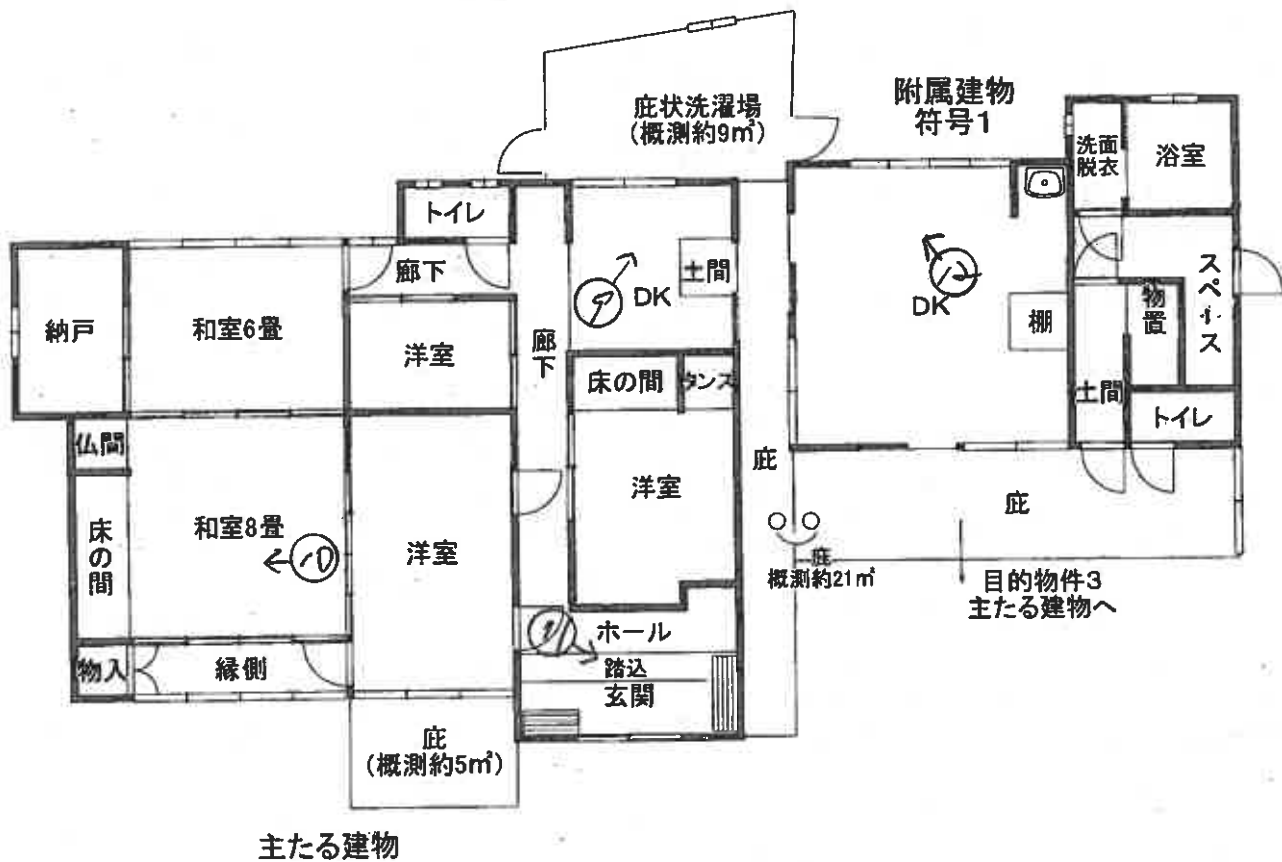 庇状洗濯場
(概測約9㎡)
附属建物
符号1
洗面
脱衣
浴室
トイレ
廊下
土間
9
DK
12
DK
棚
物置
スペース
納戸
和室6畳
洋室
廊下
床の間
タンス
土間
トイレ
仏間
床の間
和室8畳
10
洋室
洋室
庇
庇
庇
概測約21㎡
目的物件3
主たる建物へ
ホール
踏込
玄関
物入
縁側
庇
(概測約5㎡)
主たる建物